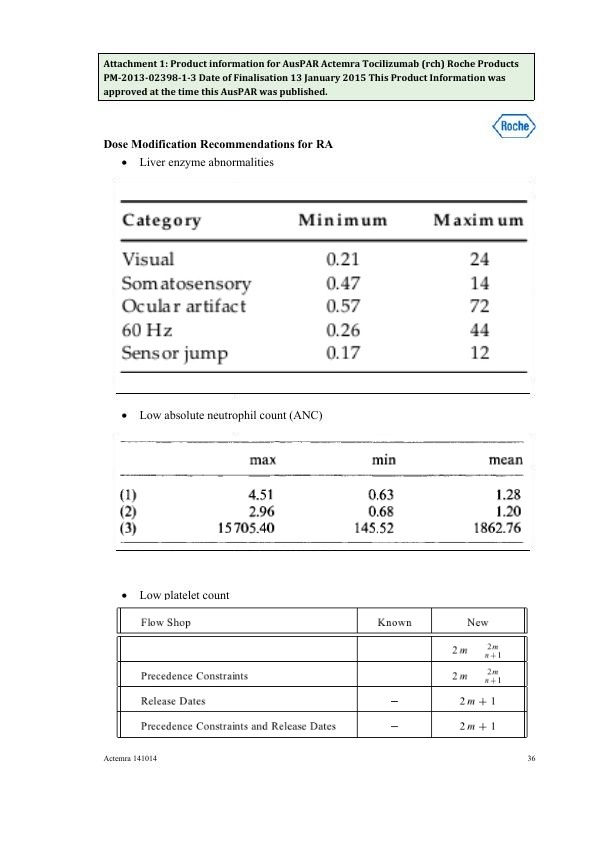 Attachment 1: Product information for AusPAR Actemra Tocilizumab (rch) Roche Products
PM-2013-02398-1-3 Date of Finalisation 13 January 2015 This Product Information was
approved at the time this AusPAR was published.
Roche
Dose Modification Recommendations for RA
• Liver enzyme abnormalities
Category Minimum Maximum
Visual 0.21 24
Somatosensory 0.47 14
Ocular artifact 0.57 72
60 Hz 0.26 44
Sensor jump 0.17 12
• Low absolute neutrophil count (ANC)
max min mean
(1) 4.51 0.63 1.28
(2) 2.96 0.68 1.20
(3) 15705.40 145.52 1862.76
• Low platelet count
Flow Shop Known New
2m 2m/n+1
Precedence Constraints 2m 2m/n+1
Release Dates – 2m + 1
Precedence Constraints and Release Dates – 2m + 1
Actemra 141014 36